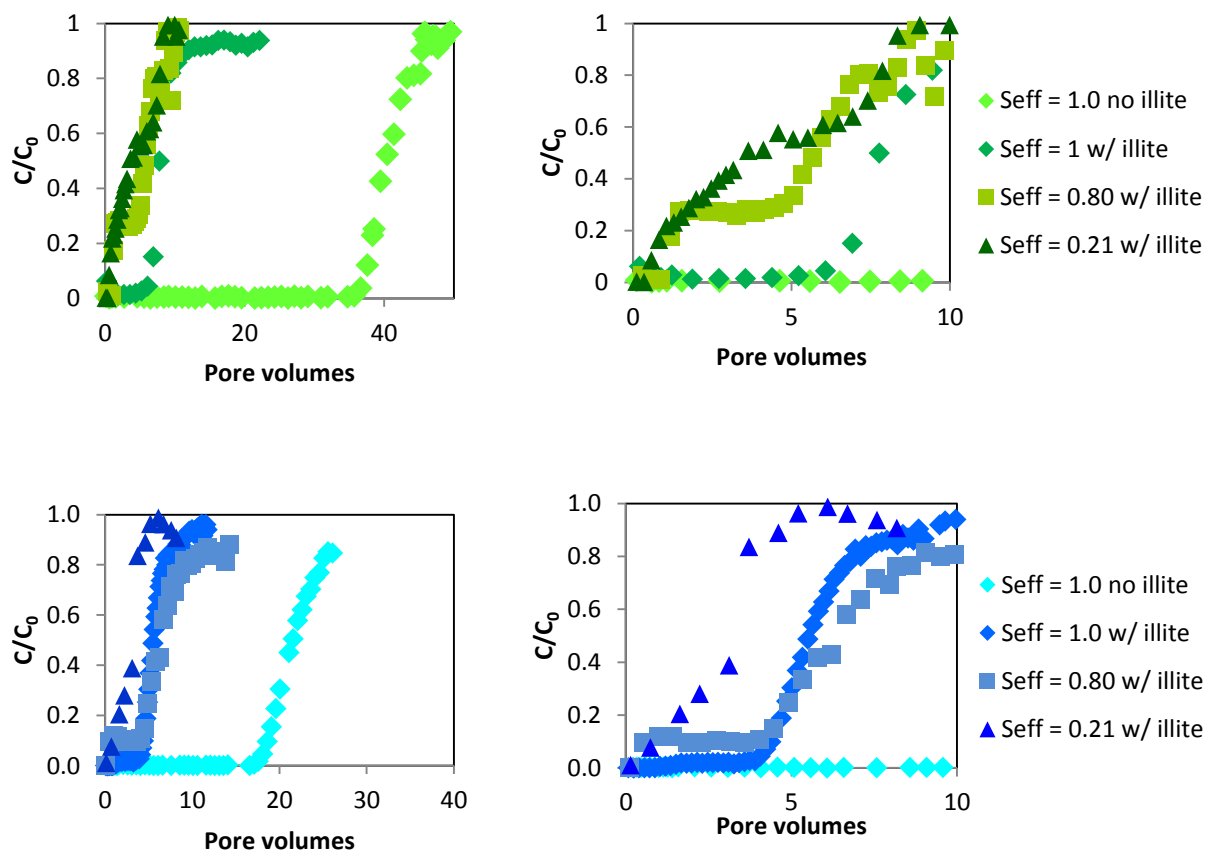 C/C0
1
0.8
0.6
0.4
0.2
0
0 20 40
Pore volumes
C/C0
1
0.8
0.6
0.4
0.2
0
0 5 10
Pore volumes
Seff = 1.0 no illite
Seff = 1 w/ illite
Seff = 0.80 w/ illite
Seff = 0.21 w/ illite
C/C0
1.0
0.8
0.6
0.4
0.2
0.0
0 10 20 30 40
Pore volumes
C/C0
1.0
0.8
0.6
0.4
0.2
0.0
0 5 10
Pore volumes
Seff = 1.0 no illite
Seff = 1.0 w/ illite
Seff = 0.80 w/ illite
Seff = 0.21 w/ illite